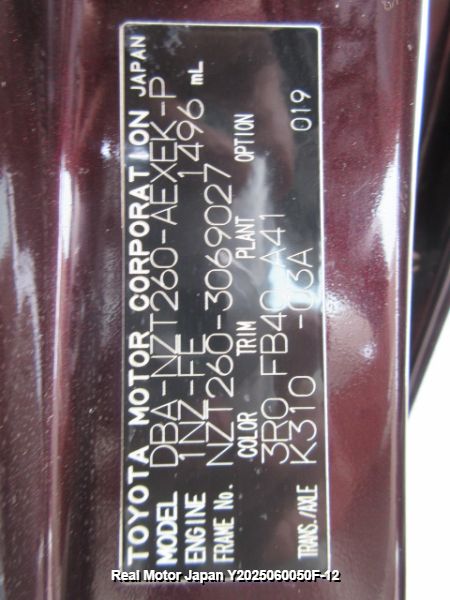 TOYOTA MOTOR CORPORATION JAPAN
MODEL DBA-NZT260-AEXEK-P
ENGINE 1NZ-FE 1496 mL
FRAME No. NZT260-3069027
COLOR TRIM PLANT OPTION
3R0 FB40 A41 019
TRANS./AXLE K310 -03A
Real Motor Japan Y2025060050F-12